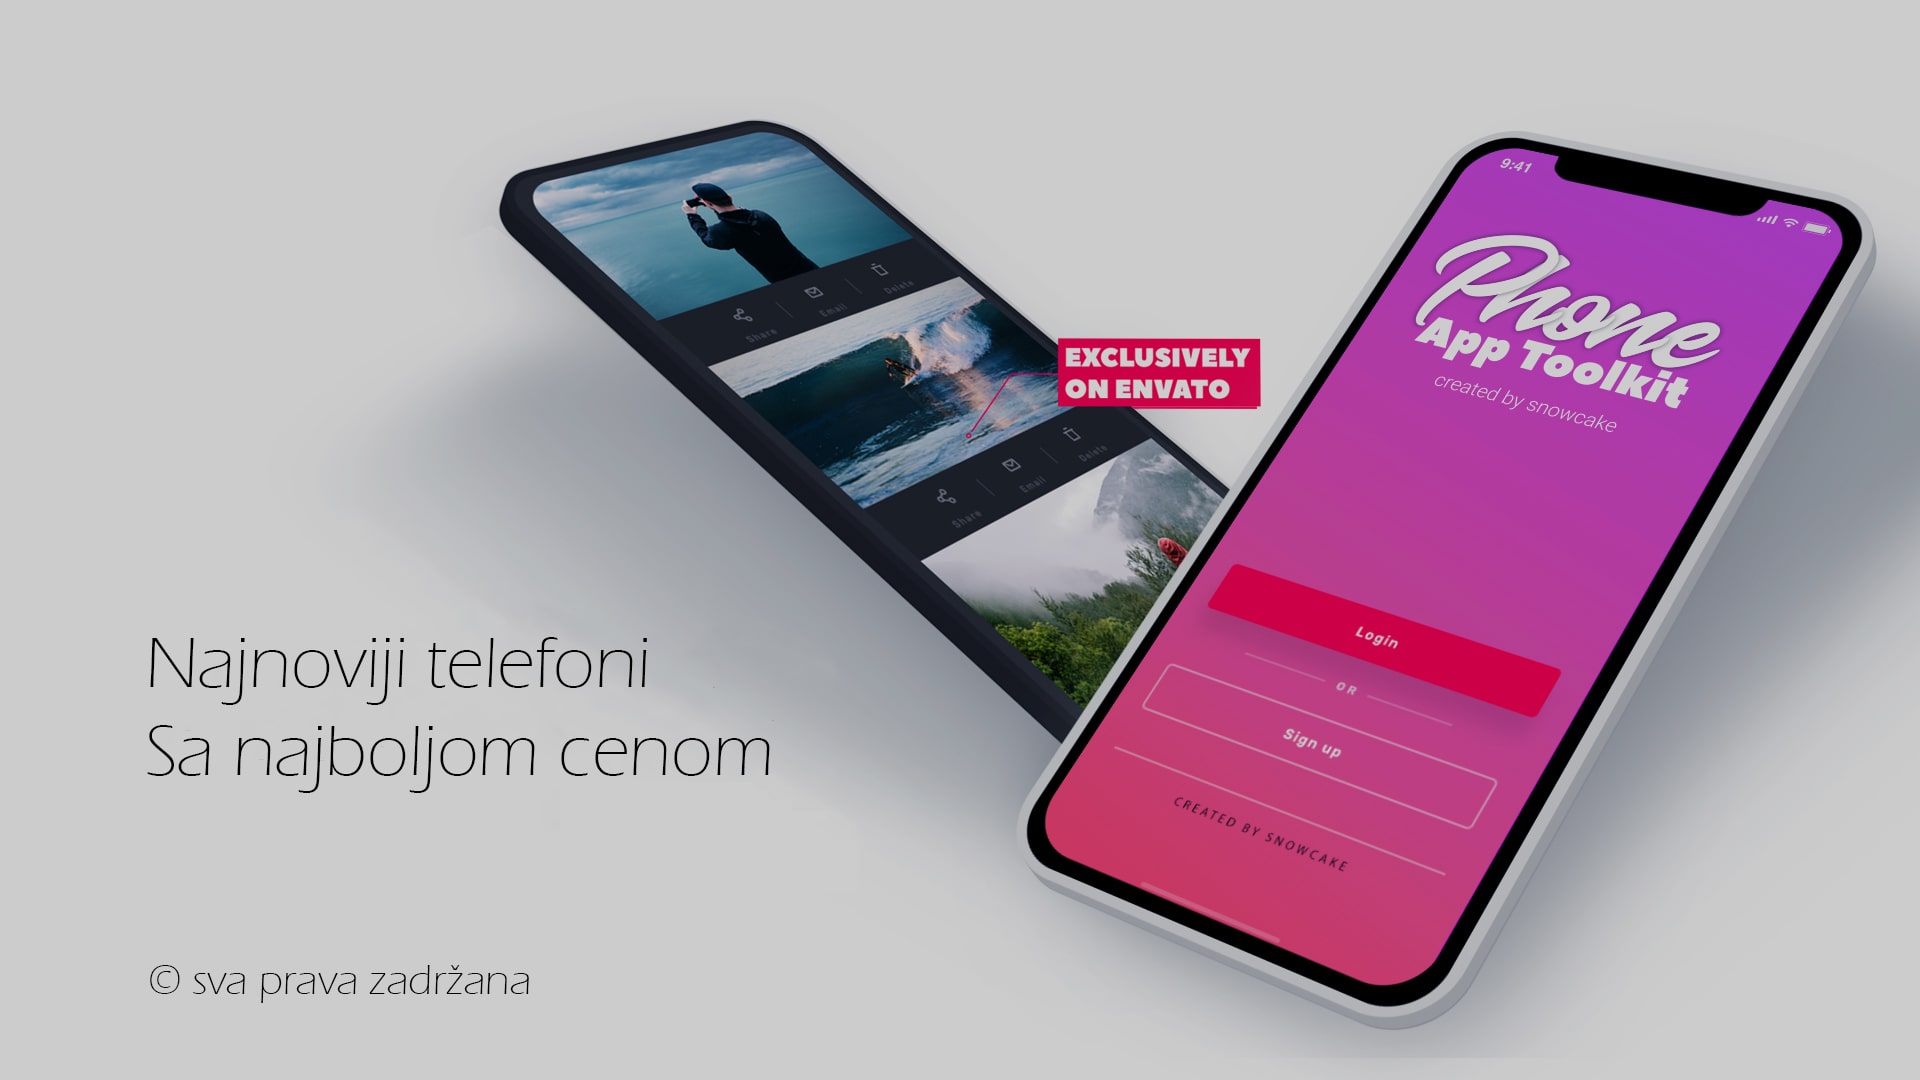 9:41
Phone
App Toolkit
created by snowcake
Share
Email
Delete
EXCLUSIVELY
ON ENVATO
Share
Email
Delete
Login
OR
Sign up
CREATED BY SNOWCAKE
Najnoviji telefoni
Sa najboljom cenom
© sva prava zadržana